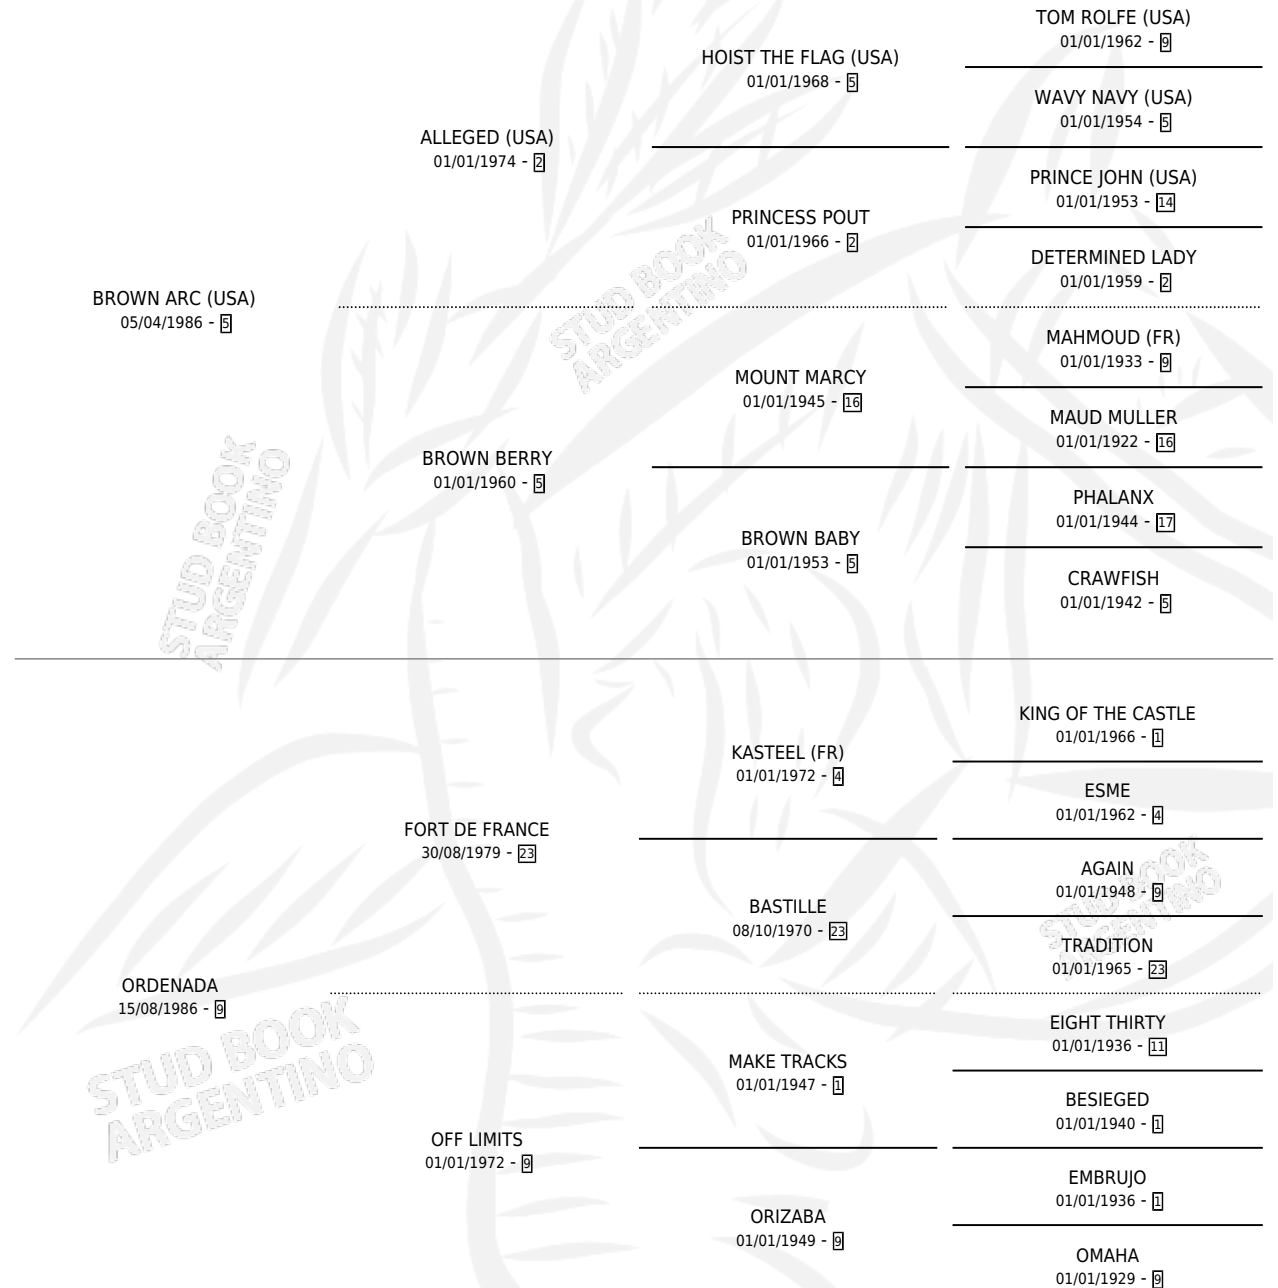 TOM ROLFE (USA)
01/01/1962 - 9
HOIST THE FLAG (USA)
01/01/1968 - 5
WAVY NAVY (USA)
01/01/1954 - 5
ALLEGED (USA)
01/01/1974 - 2
PRINCE JOHN (USA)
01/01/1953 - 14
PRINCESS POUT
01/01/1966 - 2
DETERMINED LADY
01/01/1959 - 2
BROWN ARC (USA)
05/04/1986 - 5
MAHMOUD (FR)
01/01/1933 - 9
MOUNT MARCY
01/01/1945 - 16
MAUD MULLER
01/01/1922 - 16
BROWN BERRY
01/01/1960 - 5
PHALANX
01/01/1944 - 17
BROWN BABY
01/01/1953 - 5
CRAWFISH
01/01/1942 - 5
KING OF THE CASTLE
01/01/1966 - 1
KASTEEL (FR)
01/01/1972 - 4
ESME
01/01/1962 - 4
FORT DE FRANCE
30/08/1979 - 23
AGAIN
01/01/1948 - 9
BASTILLE
08/10/1970 - 23
TRADITION
01/01/1965 - 23
ORDENADA
15/08/1986 - 9
EIGHT THIRTY
01/01/1936 - 11
MAKE TRACKS
01/01/1947 - 1
BESIEGED
01/01/1940 - 1
OFF LIMITS
01/01/1972 - 9
EMBRUJO
01/01/1936 - 1
ORIZABA
01/01/1949 - 9
OMAHA
01/01/1929 - 9
STUD BOOK
ARGENTINO
STUD BOOK
ARGENTINO
STUD BOOK
ARGENTINO
STUD BOOK
ARGENTINO